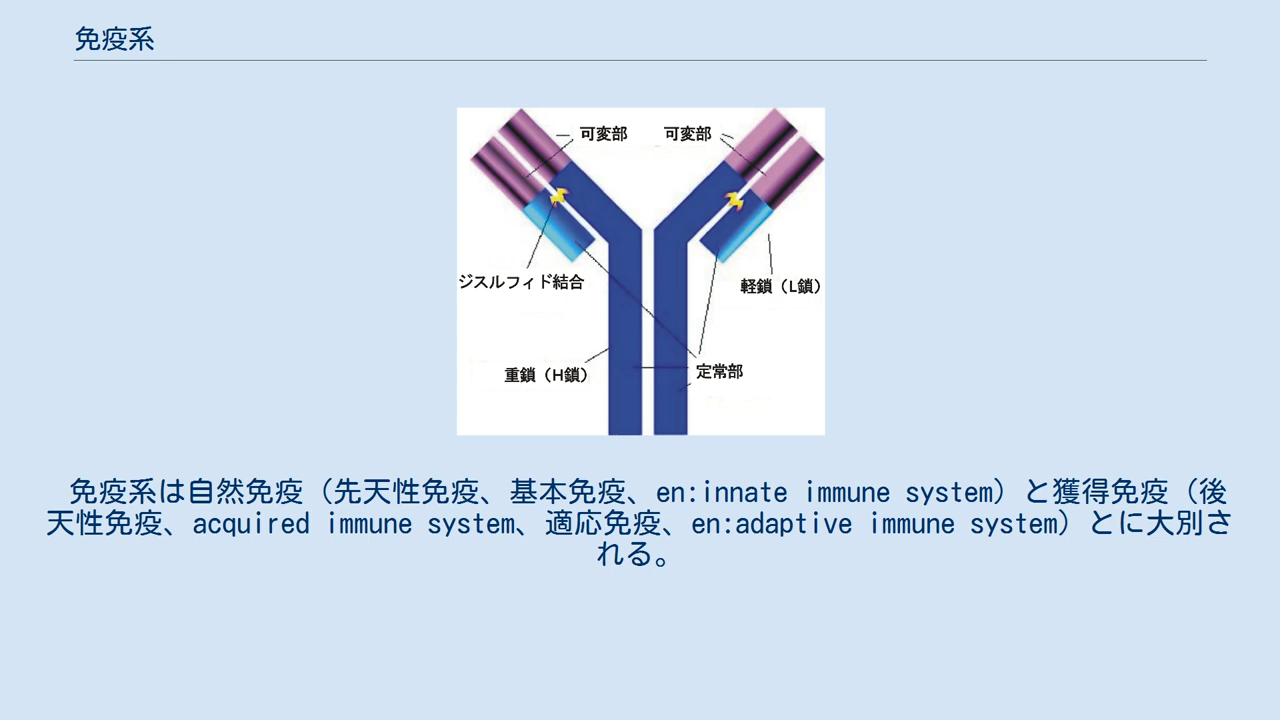 免疫系
可変部
可変部
ジスルフィド結合
軽鎖（L鎖）
重鎖（H鎖）
定常部
免疫系は自然免疫（先天性免疫、基本免疫、en:innate immune system）と獲得免疫（後
天性免疫、acquired immune system、適応免疫、en:adaptive immune system）とに大別さ
れる。